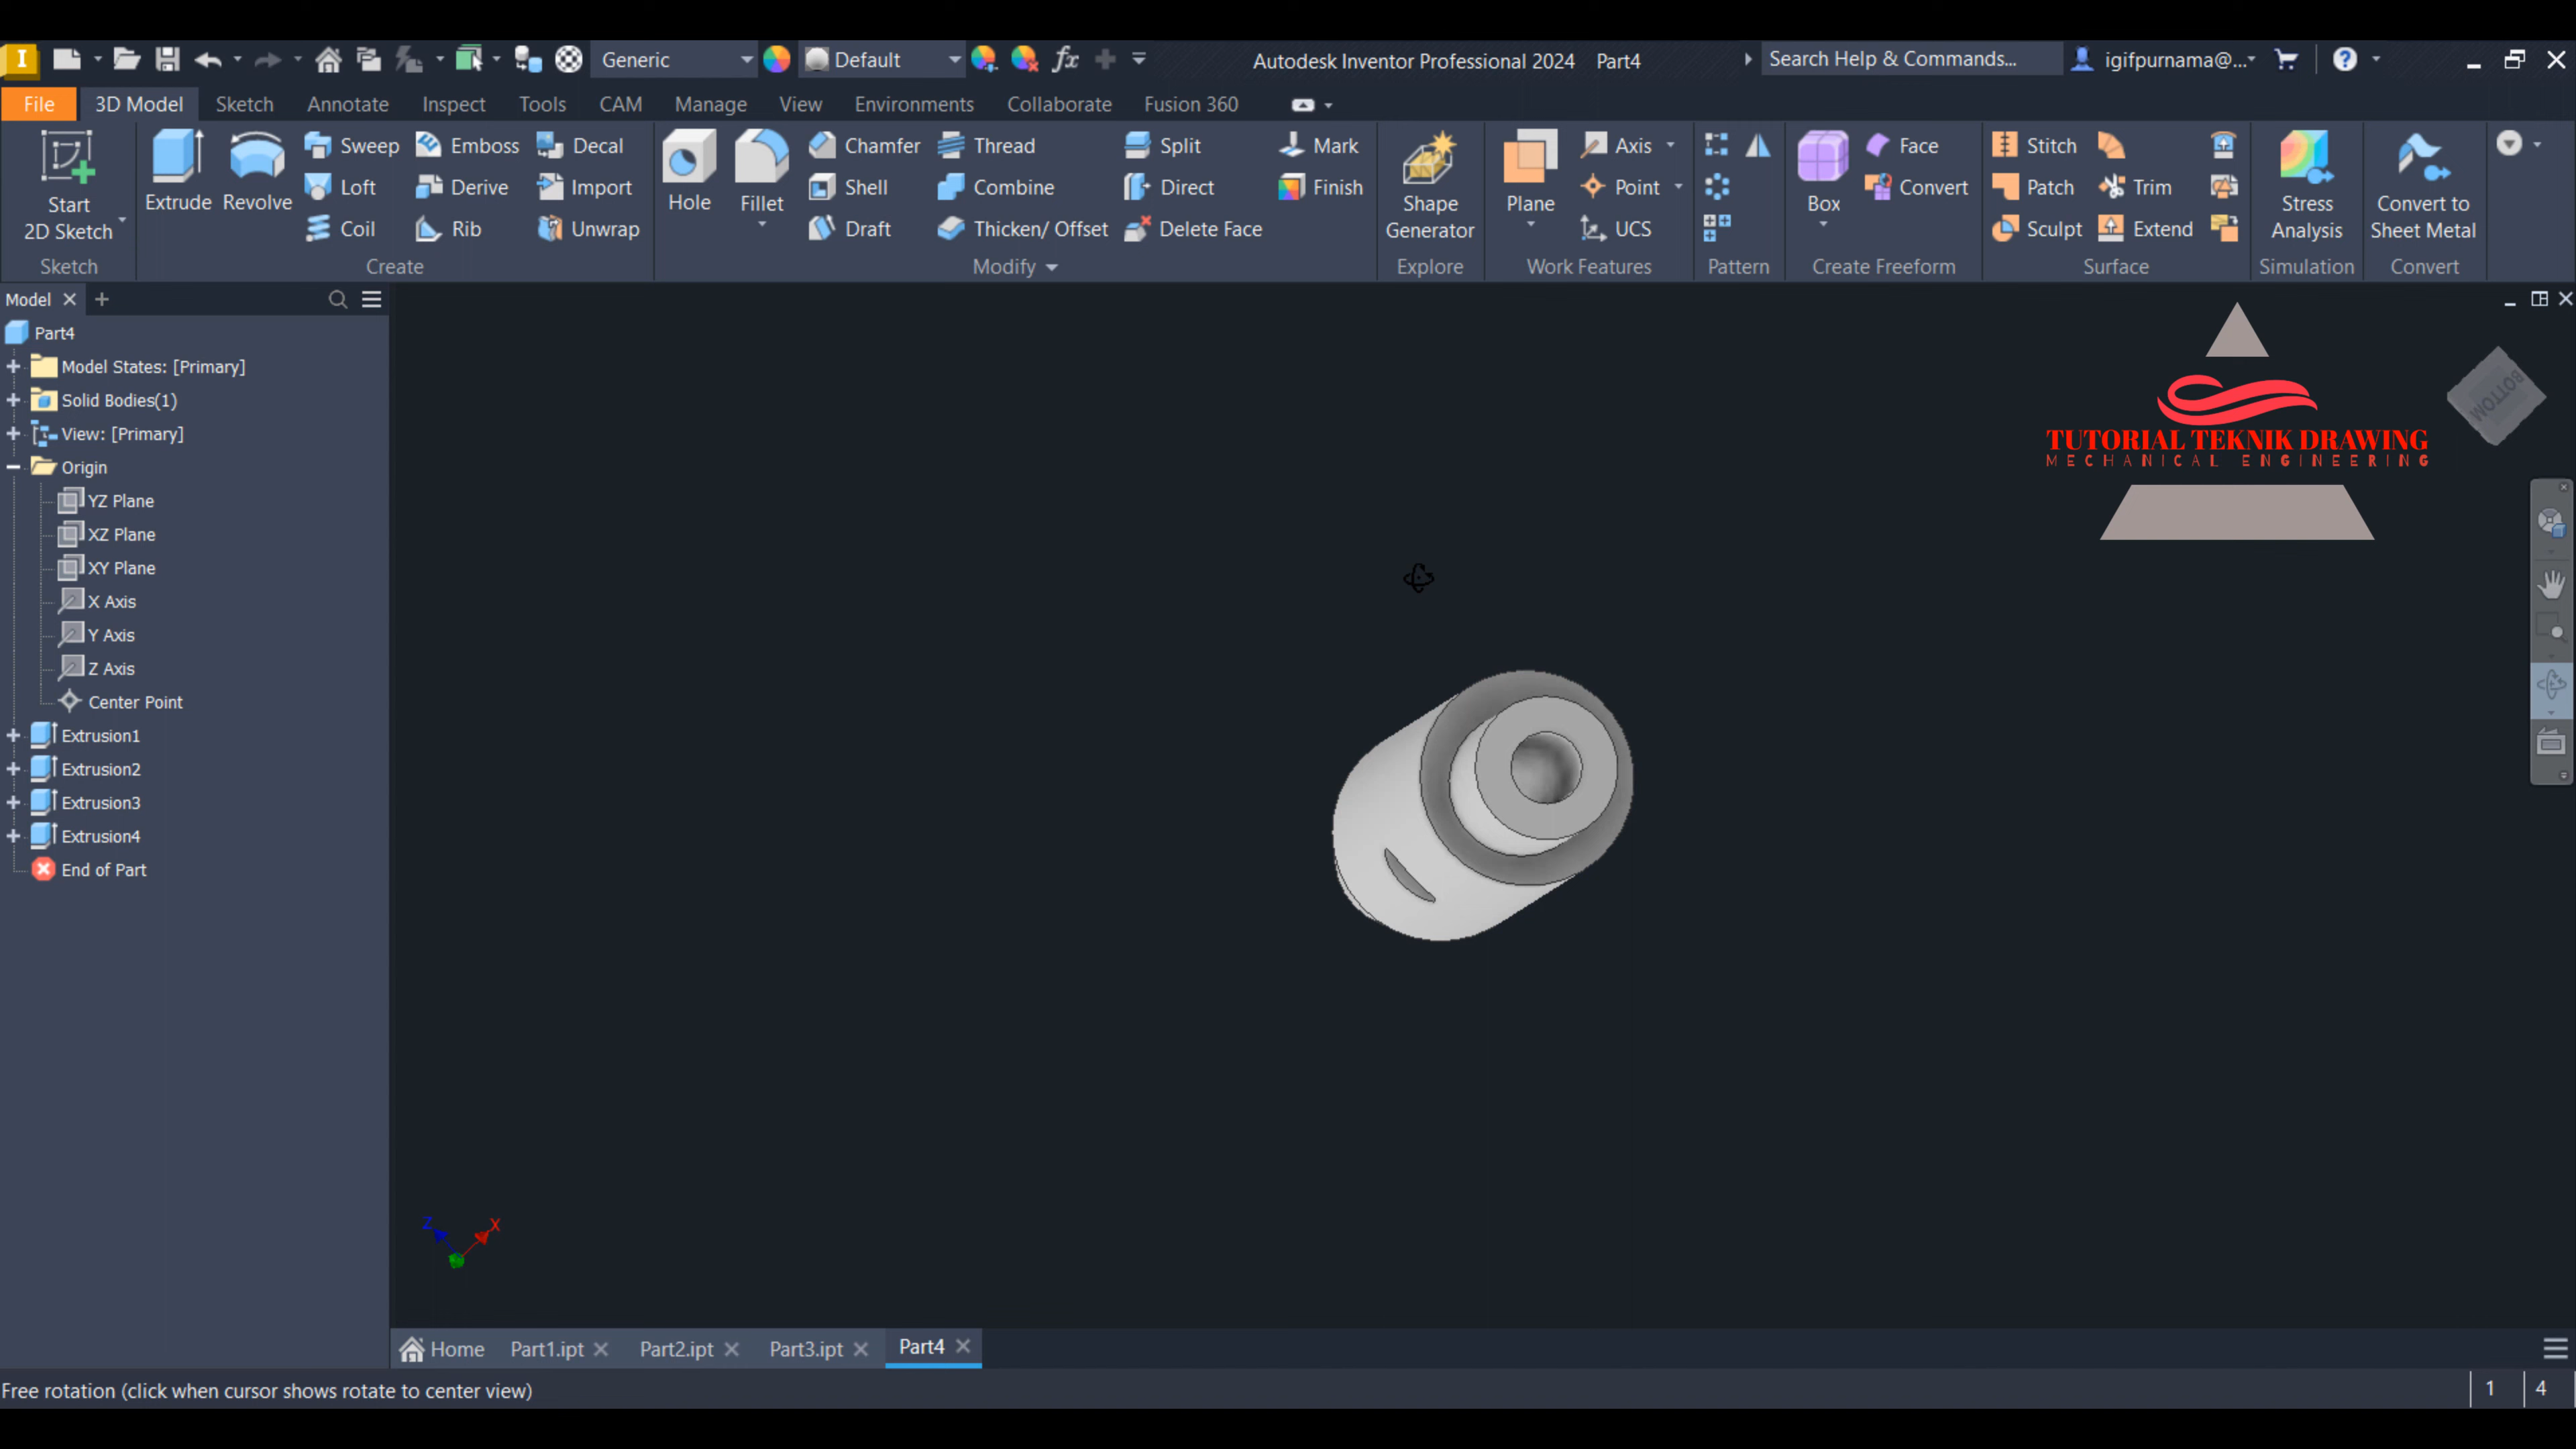 I
Generic
Default
fx
Autodesk Inventor Professional 2024 Part4
Search Help & Commands...
igifpurnama@...
?
File
3D Model
Sketch
Annotate
Inspect
Tools
CAM
Manage
View
Environments
Collaborate
Fusion 360
Start
2D Sketch
Sketch
Extrude
Revolve
Sweep
Loft
Coil
Emboss
Derive
Rib
Decal
Import
Unwrap
Create
Hole
Fillet
Chamfer
Shell
Draft
Thread
Combine
Thicken/ Offset
Split
Direct
Delete Face
Mark
Finish
Modify
Shape
Generator
Explore
Plane
Axis
Point
UCS
Work Features
Pattern
Box
Face
Convert
Create Freeform
Stitch
Patch
Sculpt
Trim
Extend
Surface
Stress
Analysis
Simulation
Convert to
Sheet Metal
Convert
Model
Part4
Model States: [Primary]
Solid Bodies(1)
View: [Primary]
Origin
YZ Plane
XZ Plane
XY Plane
X Axis
Y Axis
Z Axis
Center Point
Extrusion1
Extrusion2
Extrusion3
Extrusion4
End of Part
TUTORIAL TEKNIK DRAWING
MECHANICAL ENGINEERING
BOTTOM
Z
X
Home
Part1.ipt
Part2.ipt
Part3.ipt
Part4
Free rotation (click when cursor shows rotate to center view)
1
4